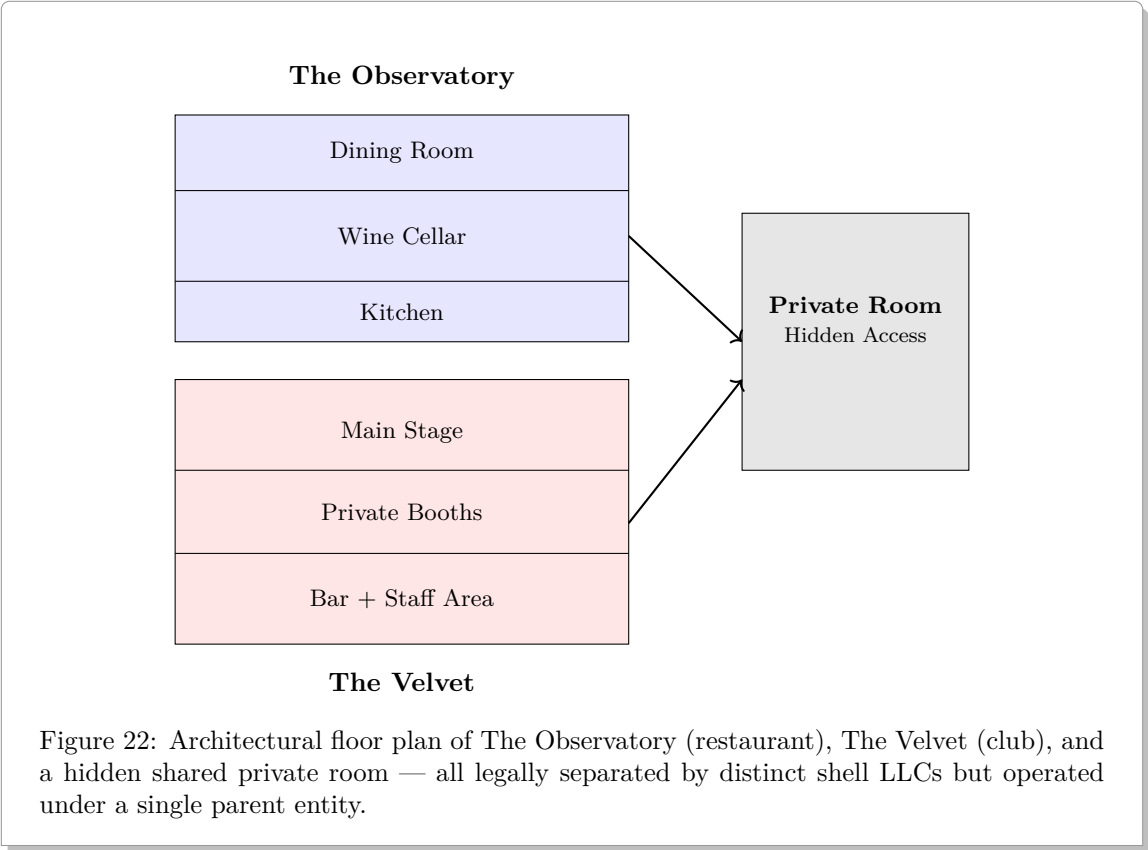 The Observatory
Dining Room
Wine Cellar
Kitchen
Private Room
Hidden Access
Main Stage
Private Booths
Bar + Staff Area
The Velvet
Figure 22: Architectural floor plan of The Observatory (restaurant), The Velvet (club), and
a hidden shared private room — all legally separated by distinct shell LLCs but operated
under a single parent entity.